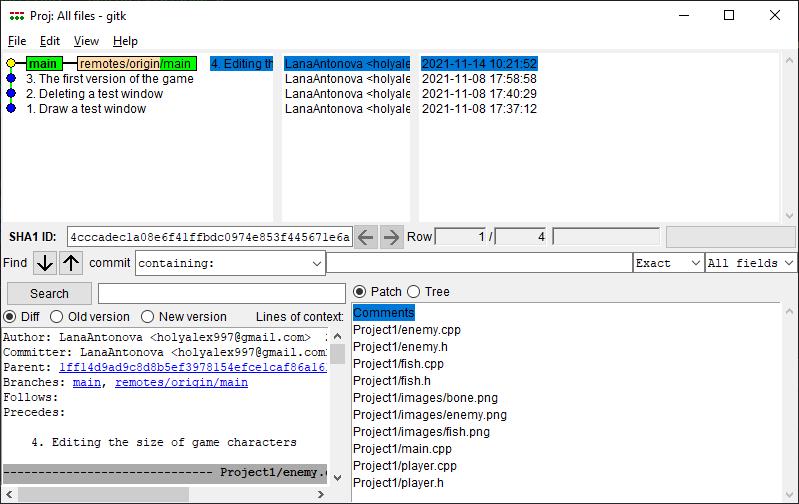 Proj: All files - gitk
File Edit View Help
main remotes/origin/main 4. Editing th LanaAntonova <holyale 2021-11-14 10:21:52
3. The first version of the game LanaAntonova <holyale 2021-11-08 17:58:58
2. Deleting a test window LanaAntonova <holyale 2021-11-08 17:40:29
1. Draw a test window LanaAntonova <holyale 2021-11-08 17:37:12
SHA1 ID: 4cccadec1a08e6f41ffbdc0974e853f445671e6a Row 1 / 4
Find commit containing: Exact All fields
Search
Diff Old version New version Lines of context:
Author: LanaAntonova <holyalex997@gmail.com> 2
Committer: LanaAntonova <holyalex997@gmail.com>
Parent: 1ff14d9ad9c8d8b5ef3978154efce1caf86a16
Branches: main, remotes/origin/main
Follows:
Precedes:
4. Editing the size of game characters
------------------------------ Project1/enemy.c
Patch Tree
Comments
Project1/enemy.cpp
Project1/enemy.h
Project1/fish.cpp
Project1/fish.h
Project1/images/bone.png
Project1/images/enemy.png
Project1/images/fish.png
Project1/main.cpp
Project1/player.cpp
Project1/player.h